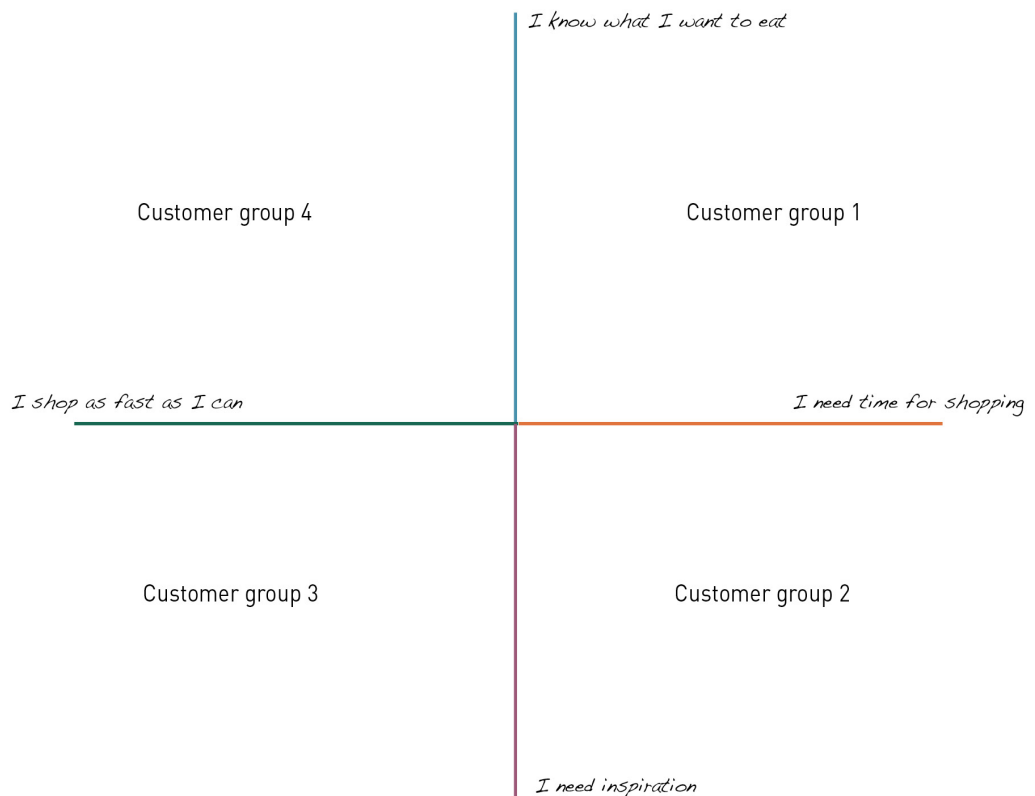 I know what I want to eat
Customer group 4
Customer group 1
I shop as fast as I can
I need time for shopping
Customer group 3
Customer group 2
I need inspiration